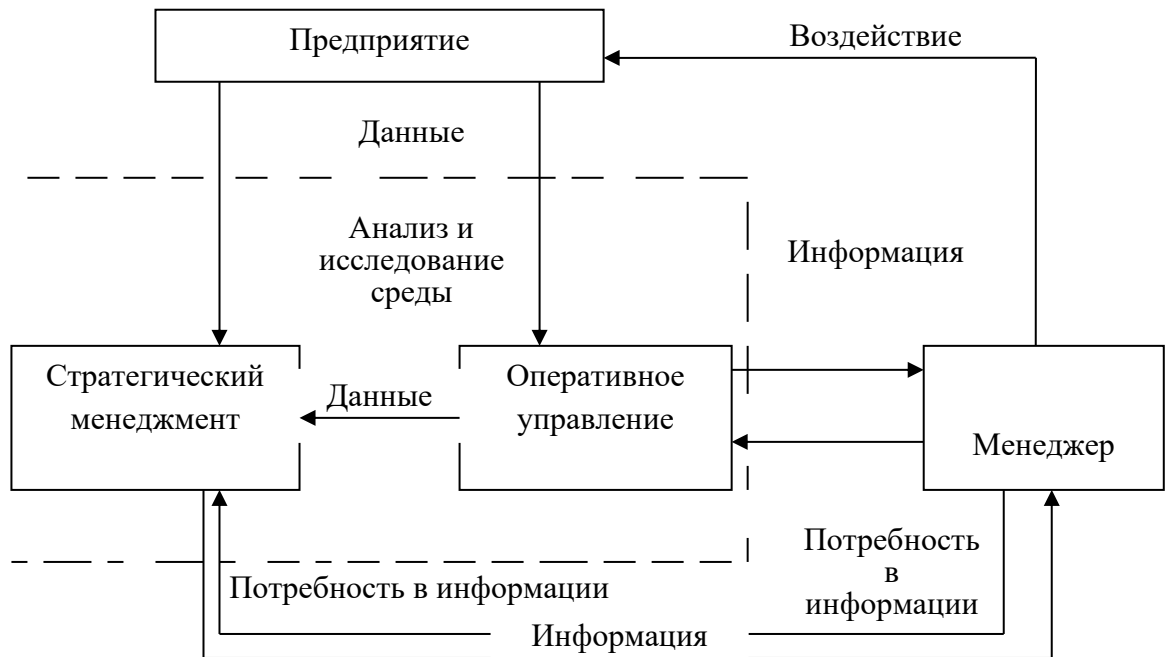 Предприятие
Воздействие
Данные
Анализ и
исследование
среды
Информация
Стратегический
менеджмент
Данные
Оперативное
управление
Менеджер
Потребность
в
информации
Потребность в информации
Информация